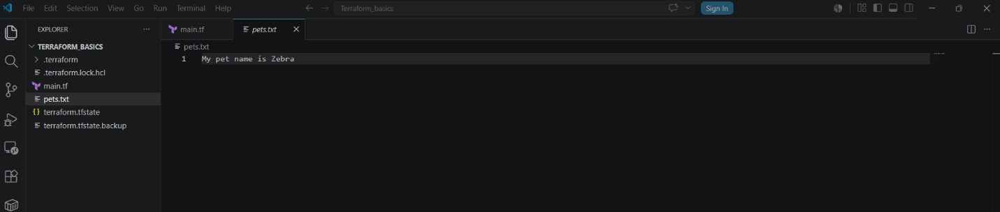 File Edit Selection View Go Run Terminal Help
Terraform_basics
Sign In
EXPLORER
TERRAFORM_BASICS
.terraform
.terraform.lock.hcl
main.tf
pets.txt
terraform.tfstate
terraform.tfstate.backup
main.tf
pets.txt
pets.txt
1 My pet name is Zebra